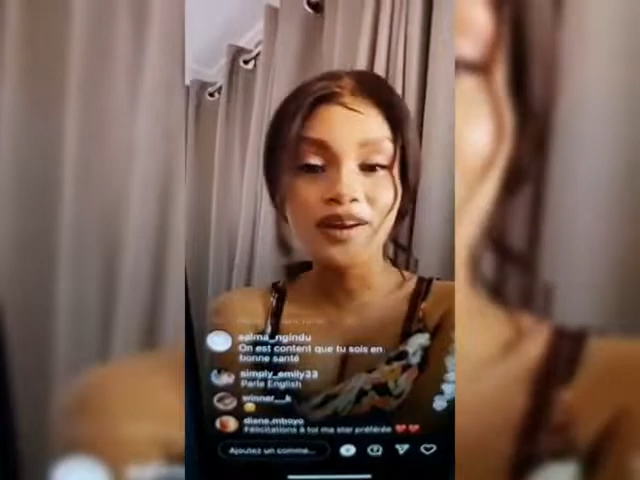 salma_ngindu
On est content que tu sois en
bonne santé
simply_emily33
Parle English
winner__k
diane.mboyo
Félicitations à toi ma star préférée
Ajoutez un comme...